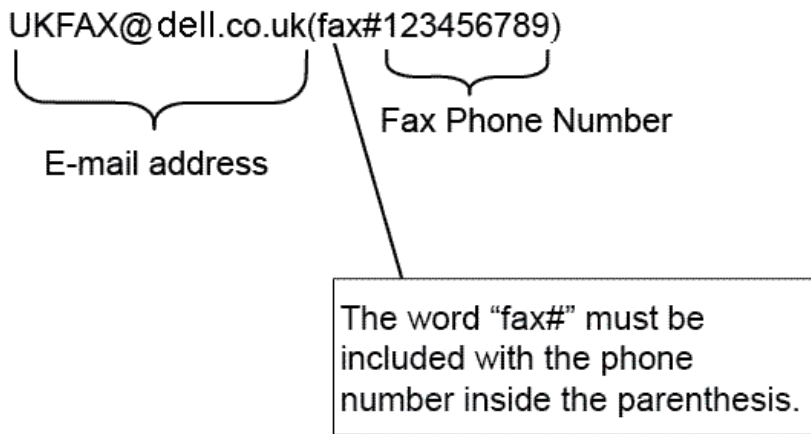 UKFAX@dell.co.uk(fax#123456789)
Fax Phone Number
E-mail address
The word “fax#” must be
included with the phone
number inside the parenthesis.